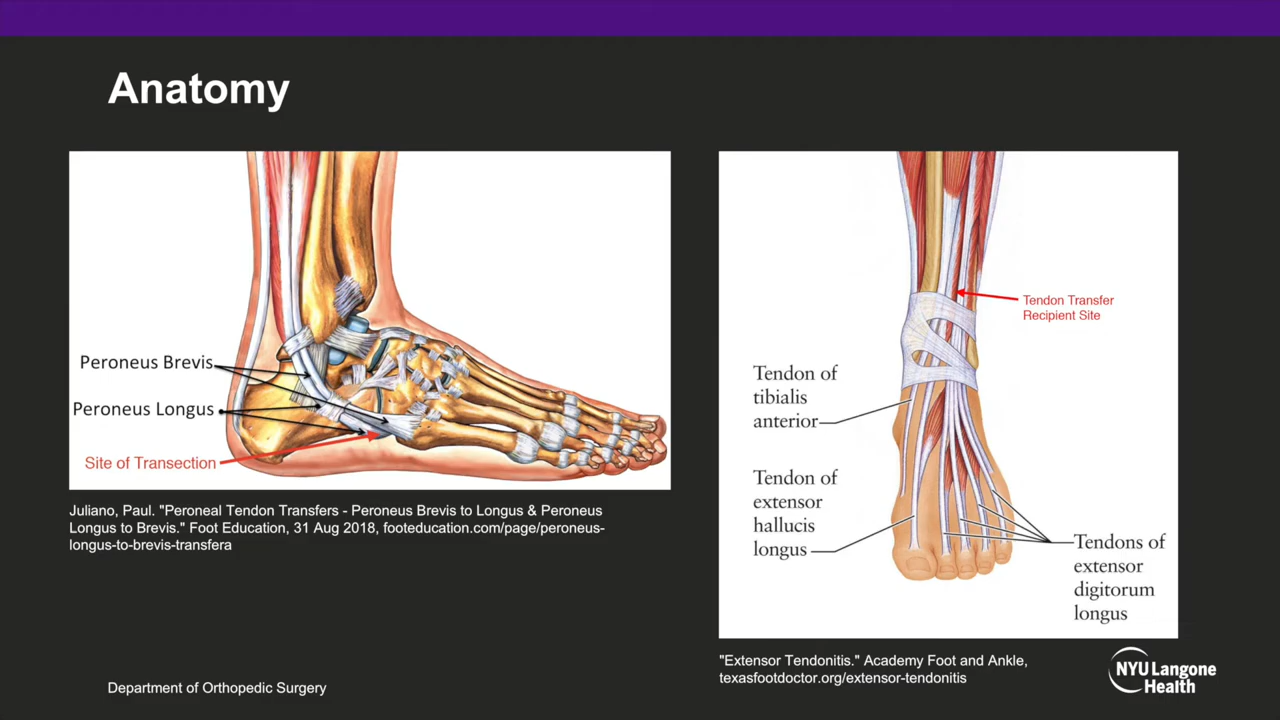 Anatomy
Peroneus Brevis
Peroneus Longus
Site of Transection
Juliano, Paul. "Peroneal Tendon Transfers - Peroneus Brevis to Longus & Peroneus
Longus to Brevis." Foot Education, 31 Aug 2018, footeducation.com/page/peroneus-
longus-to-brevis-transfera
Tendon Transfer
Recipient Site
Tendon of
tibialis
anterior
Tendon of
extensor
hallucis
longus
Tendons of
extensor
digitorum
longus
"Extensor Tendonitis." Academy Foot and Ankle,
texasfootdoctor.org/extensor-tendonitis
Department of Orthopedic Surgery
NYU Langone
Health